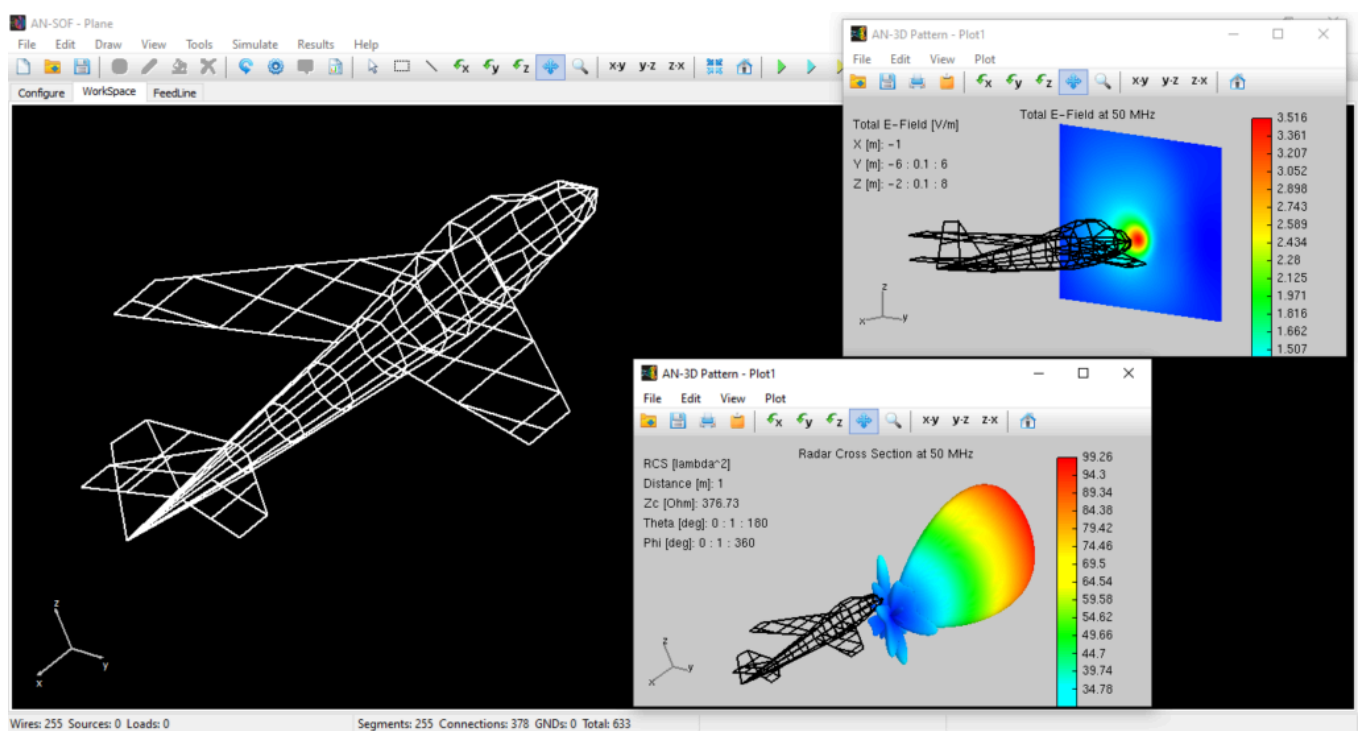 AN-SOF - Plane
File Edit Draw View Tools Simulate Results Help
x-y y-z z-x
Configure WorkSpace FeedLine
z
x
y
Wires: 255 Sources: 0 Loads: 0
Segments: 255 Connections: 378 GNDs: 0 Total: 633
AN-3D Pattern - Plot1
File Edit View Plot
x y z x-y y-z z-x
Total E-Field at 50 MHz
Total E-Field [V/m]
X [m]: -1
Y [m]: -6 : 0.1 : 6
Z [m]: -2 : 0.1 : 8
z
x
y
3.516
3.361
3.207
3.052
2.898
2.743
2.589
2.434
2.28
2.125
1.971
1.816
1.662
1.507
AN-3D Pattern - Plot1
File Edit View Plot
x y z x-y y-z z-x
Radar Cross Section at 50 MHz
RCS [lambda^2]
Distance [m]: 1
Zc [Ohm]: 376.73
Theta [deg]: 0 : 1 : 180
Phi [deg]: 0 : 1 : 360
z
x
y
99.26
94.3
89.34
84.38
79.42
74.46
69.5
64.54
59.58
54.62
49.66
44.7
39.74
34.78